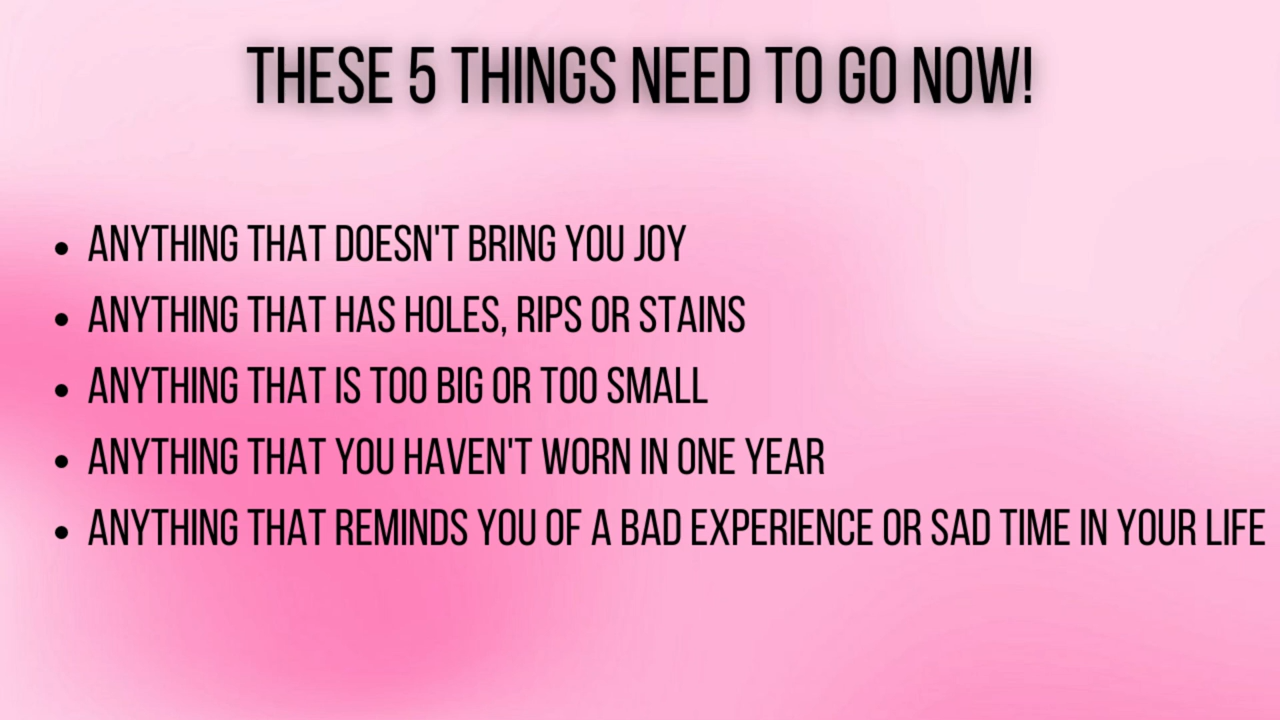 THESE 5 THINGS NEED TO GO NOW!
• ANYTHING THAT DOESN'T BRING YOU JOY
• ANYTHING THAT HAS HOLES, RIPS OR STAINS
• ANYTHING THAT IS TOO BIG OR TOO SMALL
• ANYTHING THAT YOU HAVEN'T WORN IN ONE YEAR
• ANYTHING THAT REMINDS YOU OF A BAD EXPERIENCE OR SAD TIME IN YOUR LIFE